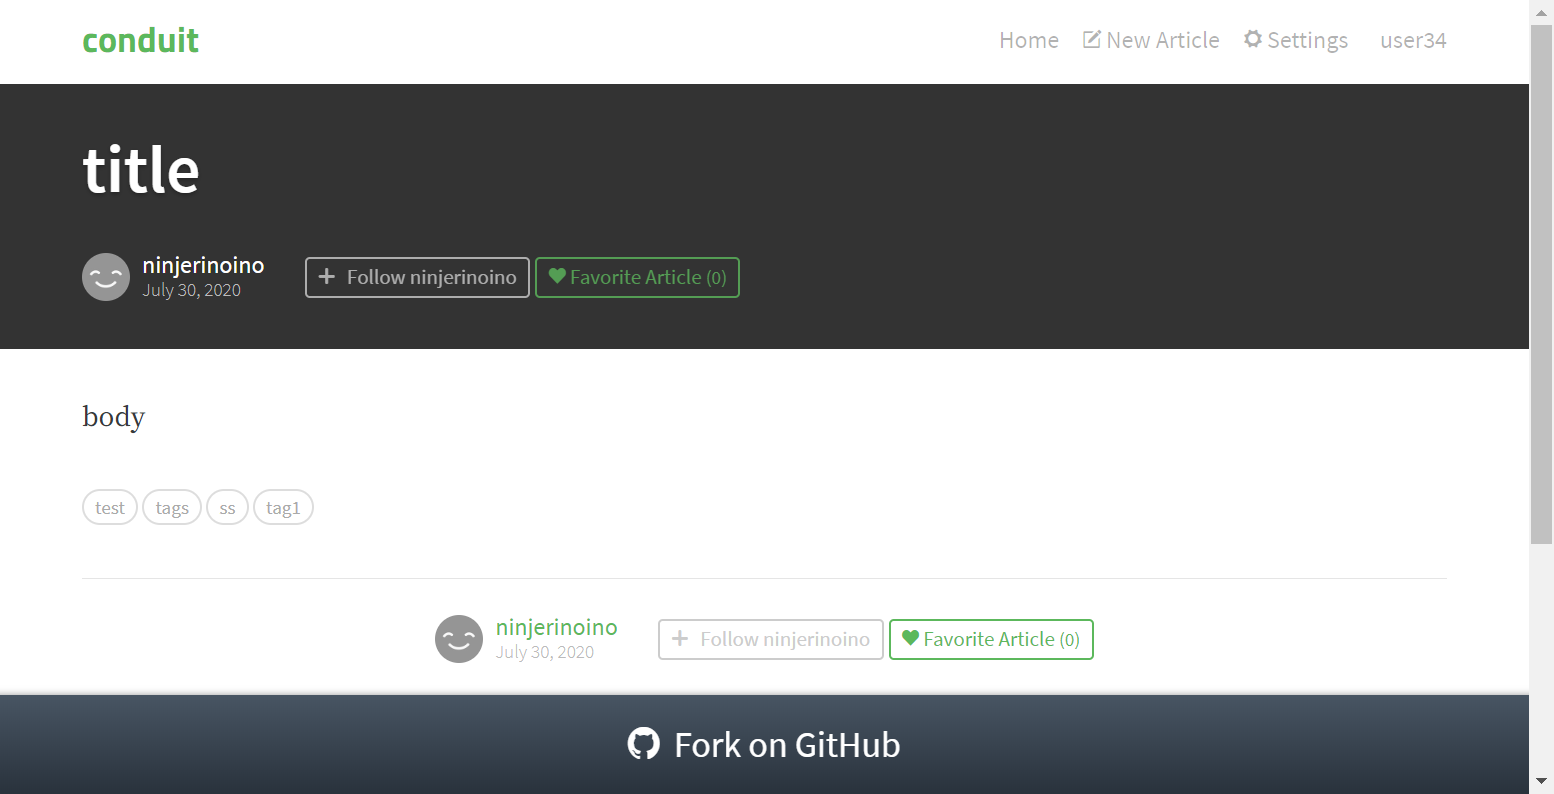 conduit
Home New Article Settings user34
title
ninjerinoino
July 30, 2020
Follow ninjerinoino Favorite Article (0)
body
test tags ss tag1
ninjerinoino
July 30, 2020
Follow ninjerinoino Favorite Article (0)
Fork on GitHub